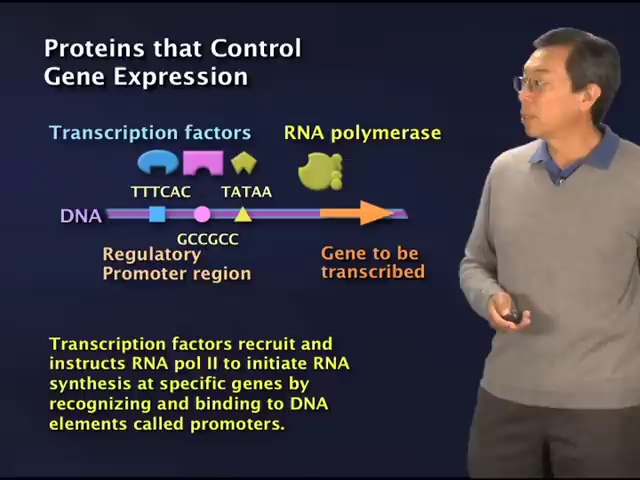 Proteins that Control
Gene Expression
Transcription factors
RNA polymerase
TTTCAC
TATAA
DNA
GCCGCC
Regulatory
Promoter region
Gene to be
transcribed
Transcription factors recruit and
instructs RNA pol II to initiate RNA
synthesis at specific genes by
recognizing and binding to DNA
elements called promoters.